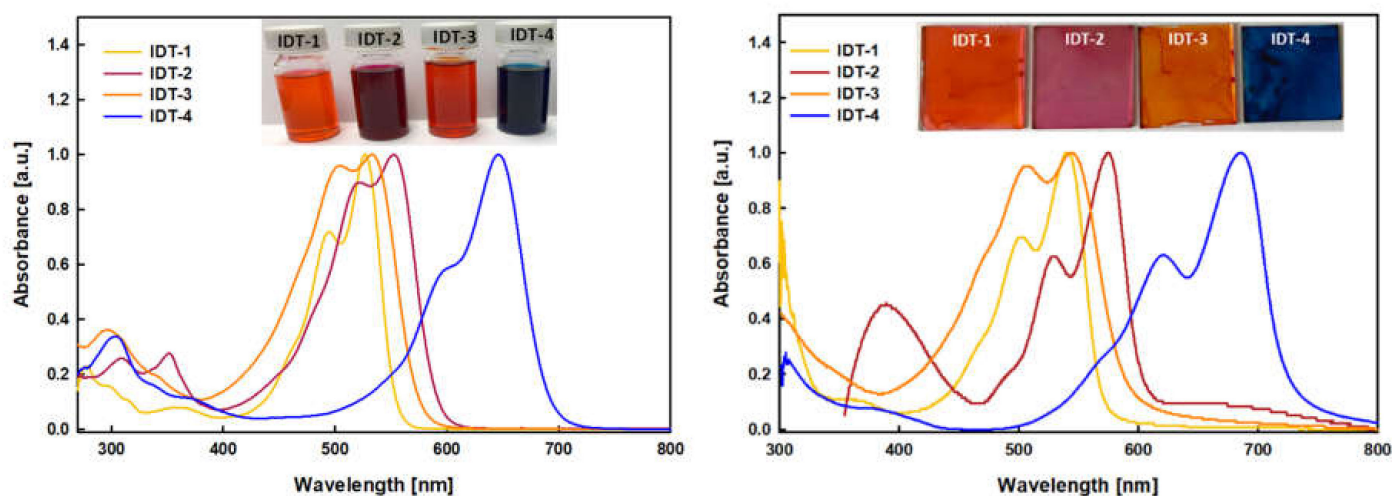 1.4
1.2
1.0
0.8
0.6
0.4
0.2
0.0
Absorbance [a.u.]
IDT-1
IDT-2
IDT-3
IDT-4
IDT-1 IDT-2 IDT-3 IDT-4
300 400 500 600 700 800
Wavelength [nm]
1.4
1.2
1.0
0.8
0.6
0.4
0.2
0.0
Absorbance [a.u.]
IDT-1
IDT-2
IDT-3
IDT-4
IDT-1 IDT-2 IDT-3 IDT-4
300 400 500 600 700 800
Wavelength [nm]